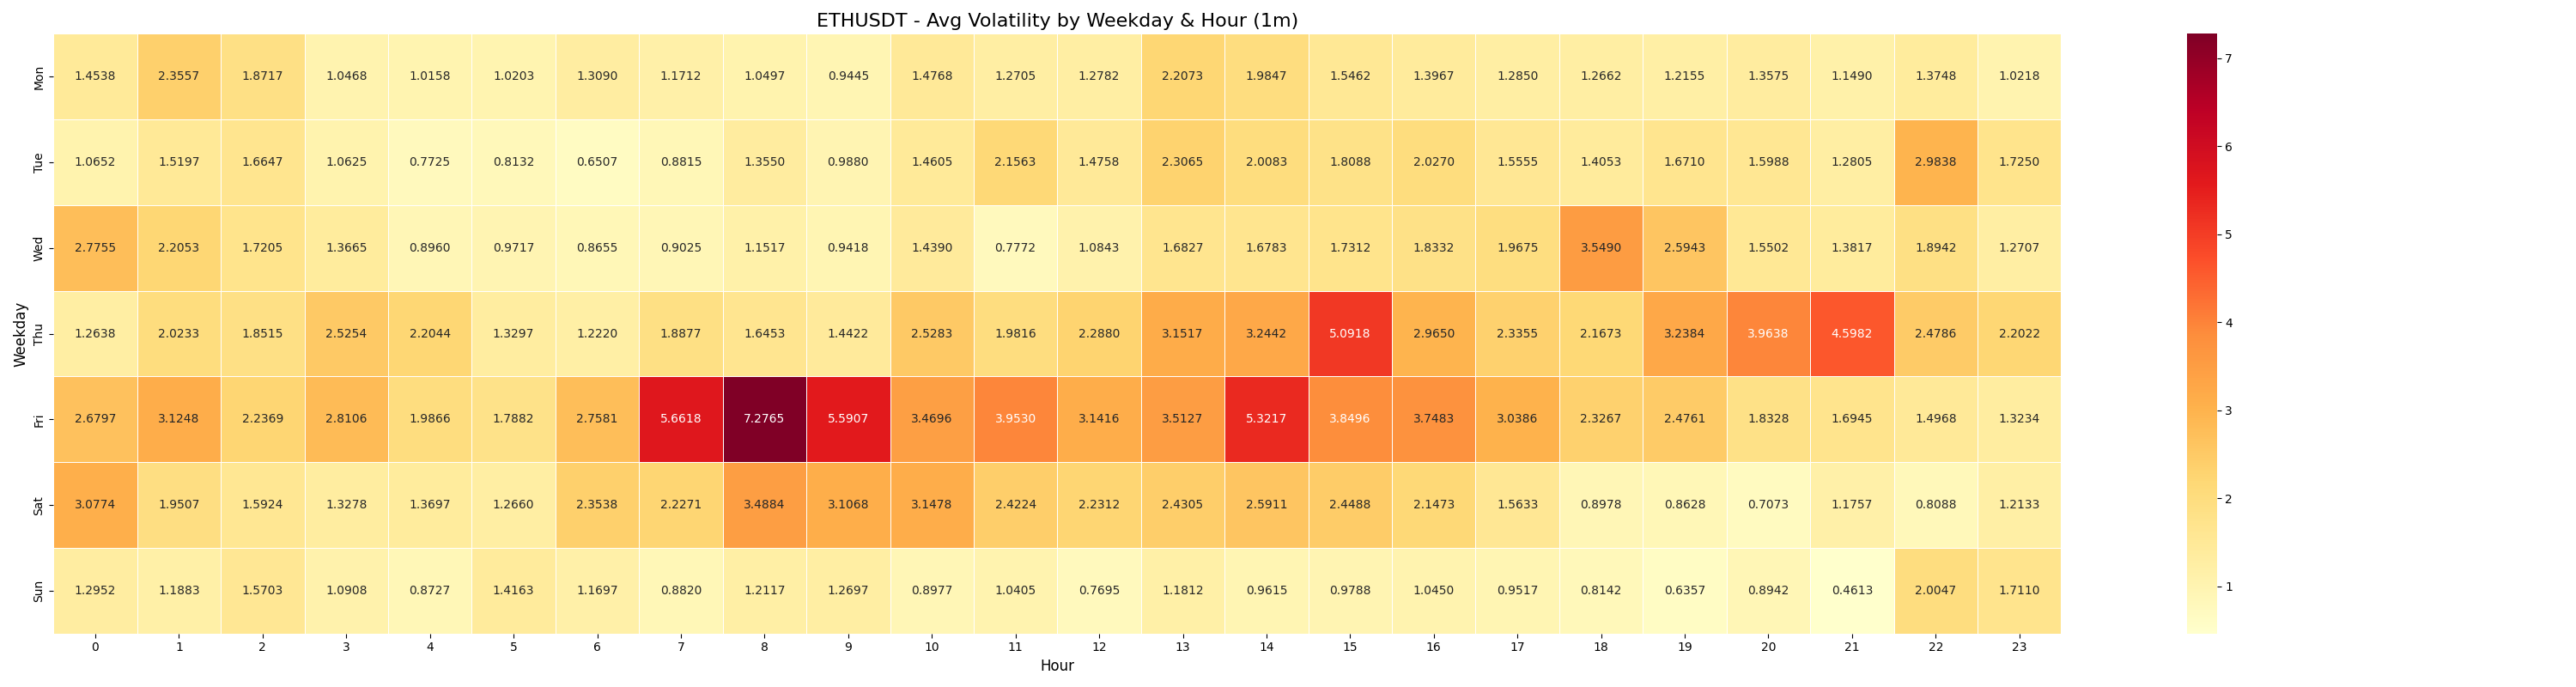 ETHUSDT - Avg Volatility by Weekday & Hour (1m)
Mon 1.4538 2.3557 1.8717 1.0468 1.0158 1.0203 1.3090 1.1712 1.0497 0.9445 1.4768 1.2705 1.2782 2.2073 1.9847 1.5462 1.3967 1.2850 1.2662 1.2155 1.3575 1.1490 1.3748 1.0218
Tue 1.0652 1.5197 1.6647 1.0625 0.7725 0.8132 0.6507 0.8815 1.3550 0.9880 1.4605 2.1563 1.4758 2.3065 2.0083 1.8088 2.0270 1.5555 1.4053 1.6710 1.5988 1.2805 2.9838 1.7250
Wed 2.7755 2.2053 1.7205 1.3665 0.8960 0.9717 0.8655 0.9025 1.1517 0.9418 1.4390 0.7772 1.0843 1.6827 1.6783 1.7312 1.8332 1.9675 3.5490 2.5943 1.5502 1.3817 1.8942 1.2707
Weekday
Thu 1.2638 2.0233 1.8515 2.5254 2.2044 1.3297 1.2220 1.8877 1.6453 1.4422 2.5283 1.9816 2.2880 3.1517 3.2442 5.0918 2.9650 2.3355 2.1673 3.2384 3.9638 4.5982 2.4786 2.2022
Fri 2.6797 3.1248 2.2369 2.8106 1.9866 1.7882 2.7581 5.6618 7.2765 5.5907 3.4696 3.9530 3.1416 3.5127 5.3217 3.8496 3.7483 3.0386 2.3267 2.4761 1.8328 1.6945 1.4968 1.3234
Sat 3.0774 1.9507 1.5924 1.3278 1.3697 1.2660 2.3538 2.2271 3.4884 3.1068 3.1478 2.4224 2.2312 2.4305 2.5911 2.4488 2.1473 1.5633 0.8978 0.8628 0.7073 1.1757 0.8088 1.2133
Sun 1.2952 1.1883 1.5703 1.0908 0.8727 1.4163 1.1697 0.8820 1.2117 1.2697 0.8977 1.0405 0.7695 1.1812 0.9615 0.9788 1.0450 0.9517 0.8142 0.6357 0.8942 0.4613 2.0047 1.7110
0 1 2 3 4 5 6 7 8 9 10 11 12 13 14 15 16 17 18 19 20 21 22 23
Hour
7
6
5
4
3
2
1